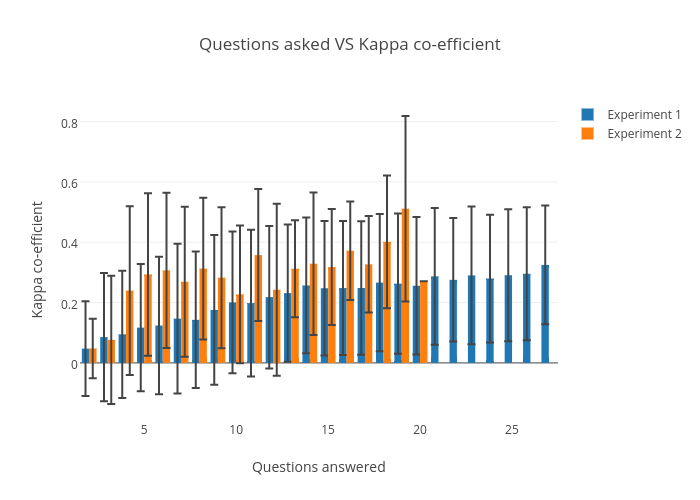 Questions asked VS Kappa co-efficient
Experiment 1
Experiment 2
Kappa co-efficient
0.8
0.6
0.4
0.2
0
5 10 15 20 25
Questions answered